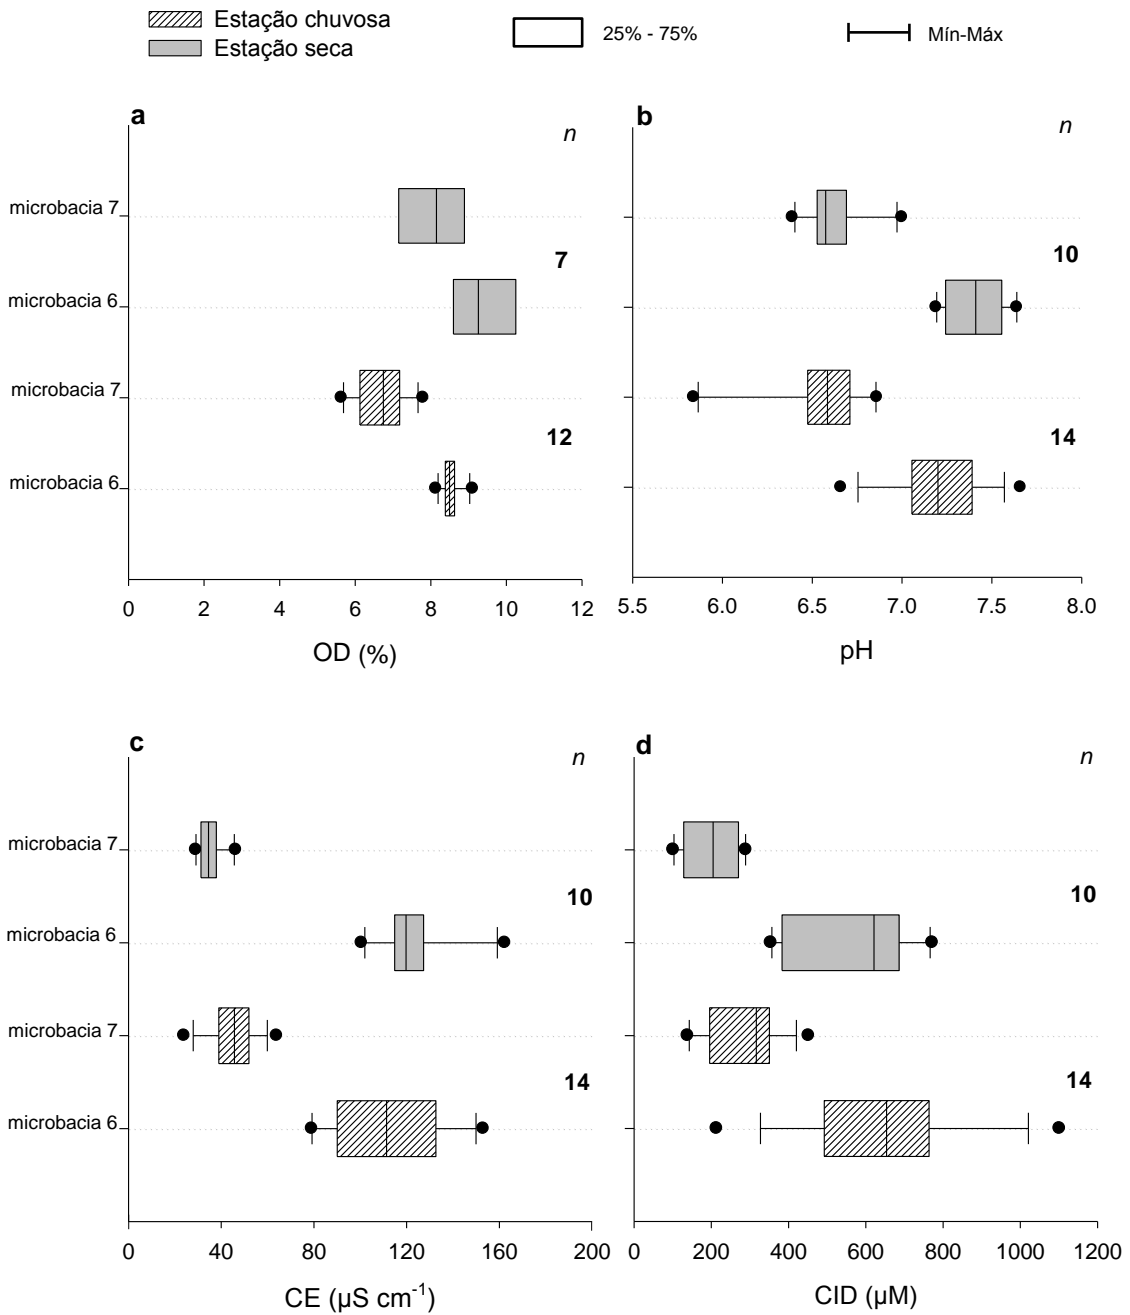 Estação chuvosa
Estação seca
25% - 75%
Mín-Máx
a
n
microbacia 7
7
microbacia 6
microbacia 7
12
microbacia 6
0 2 4 6 8 10 12
OD (%)
b
n
10
14
5.5 6.0 6.5 7.0 7.5 8.0
pH
c
n
microbacia 7
10
microbacia 6
microbacia 7
14
microbacia 6
0 40 80 120 160 200
CE (µS cm⁻¹)
d
n
10
14
0 200 400 600 800 1000 1200
CID (µM)